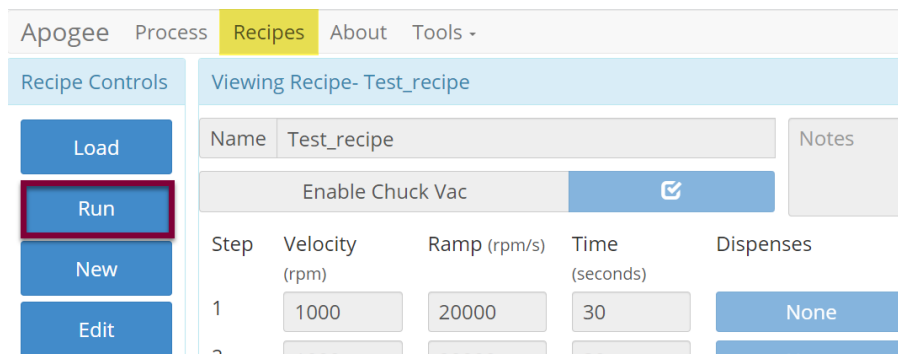 Apogee Process Recipes About Tools
Recipe Controls
Viewing Recipe- Test_recipe
Load
Run
New
Edit
Name Test_recipe
Notes
Enable Chuck Vac
Step Velocity (rpm) Ramp (rpm/s) Time (seconds) Dispenses
1 1000 20000 30 None